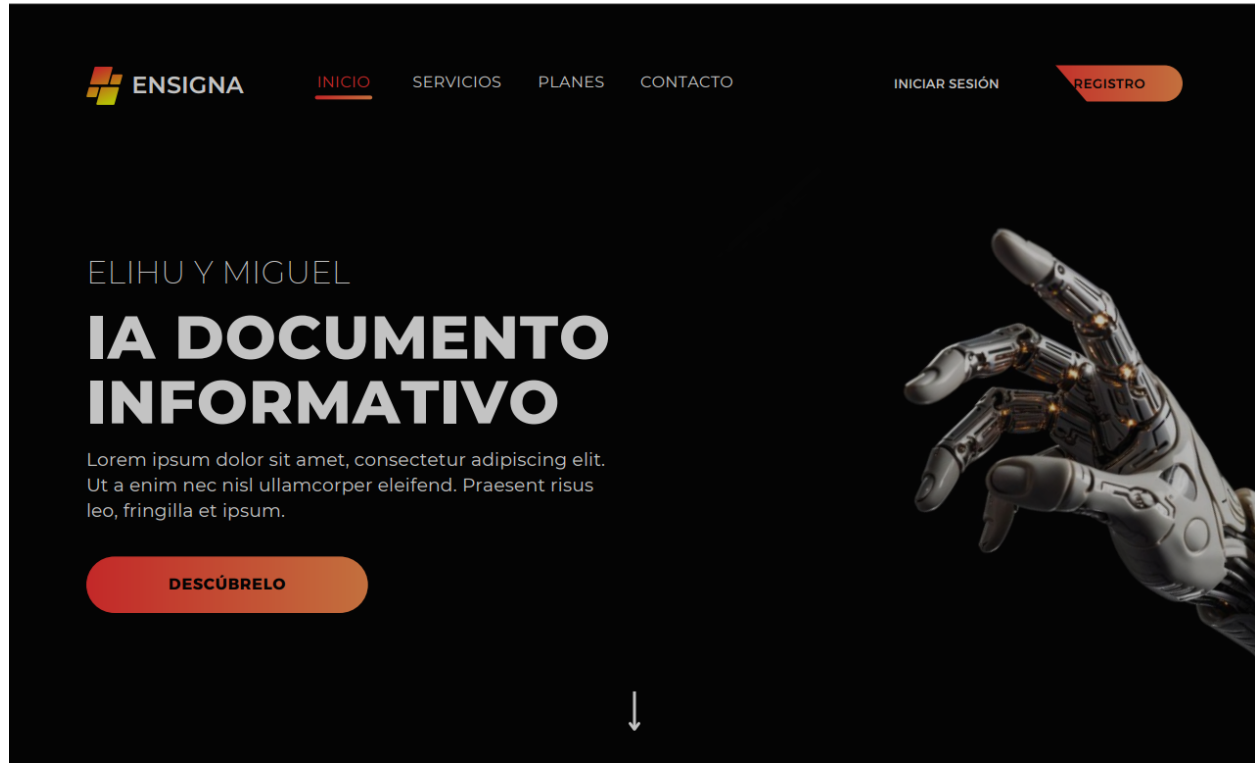 ENSIGNA
INICIO
SERVICIOS
PLANES
CONTACTO
INICIAR SESIÓN
REGISTRO
ELIHU Y MIGUEL
IA DOCUMENTO
INFORMATIVO
Lorem ipsum dolor sit amet, consectetur adipiscing elit.
Ut a enim nec nisl ullamcorper eleifend. Praesent risus
leo, fringilla et ipsum.
DESCÚBRELO